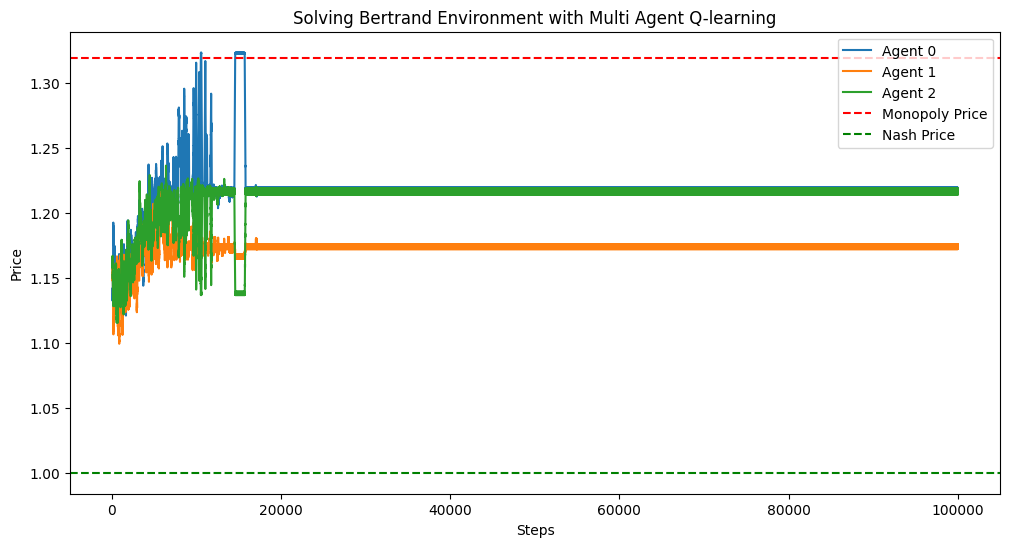 Solving Bertrand Environment with Multi Agent Q-learning
Agent 0
Agent 1
Agent 2
Monopoly Price
Nash Price
Price
1.30
1.25
1.20
1.15
1.10
1.05
1.00
0
20000
40000
60000
80000
100000
Steps